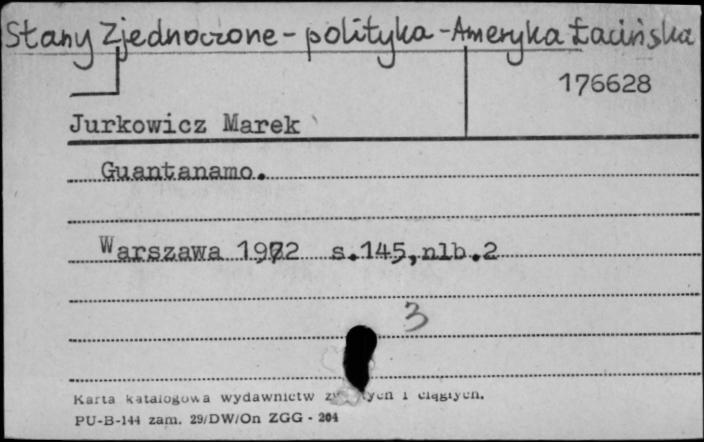 Stany Zjednoczone - polityka - Ameryka Łacińska
176628
Jurkowicz Marek
Guantanamo.
Warszawa 1972 s.145,nlb.2
3
Karta katalogowa wydawnictw i ciągłych.
PU-B-144 zam. 29/DW/On ZGG - 204